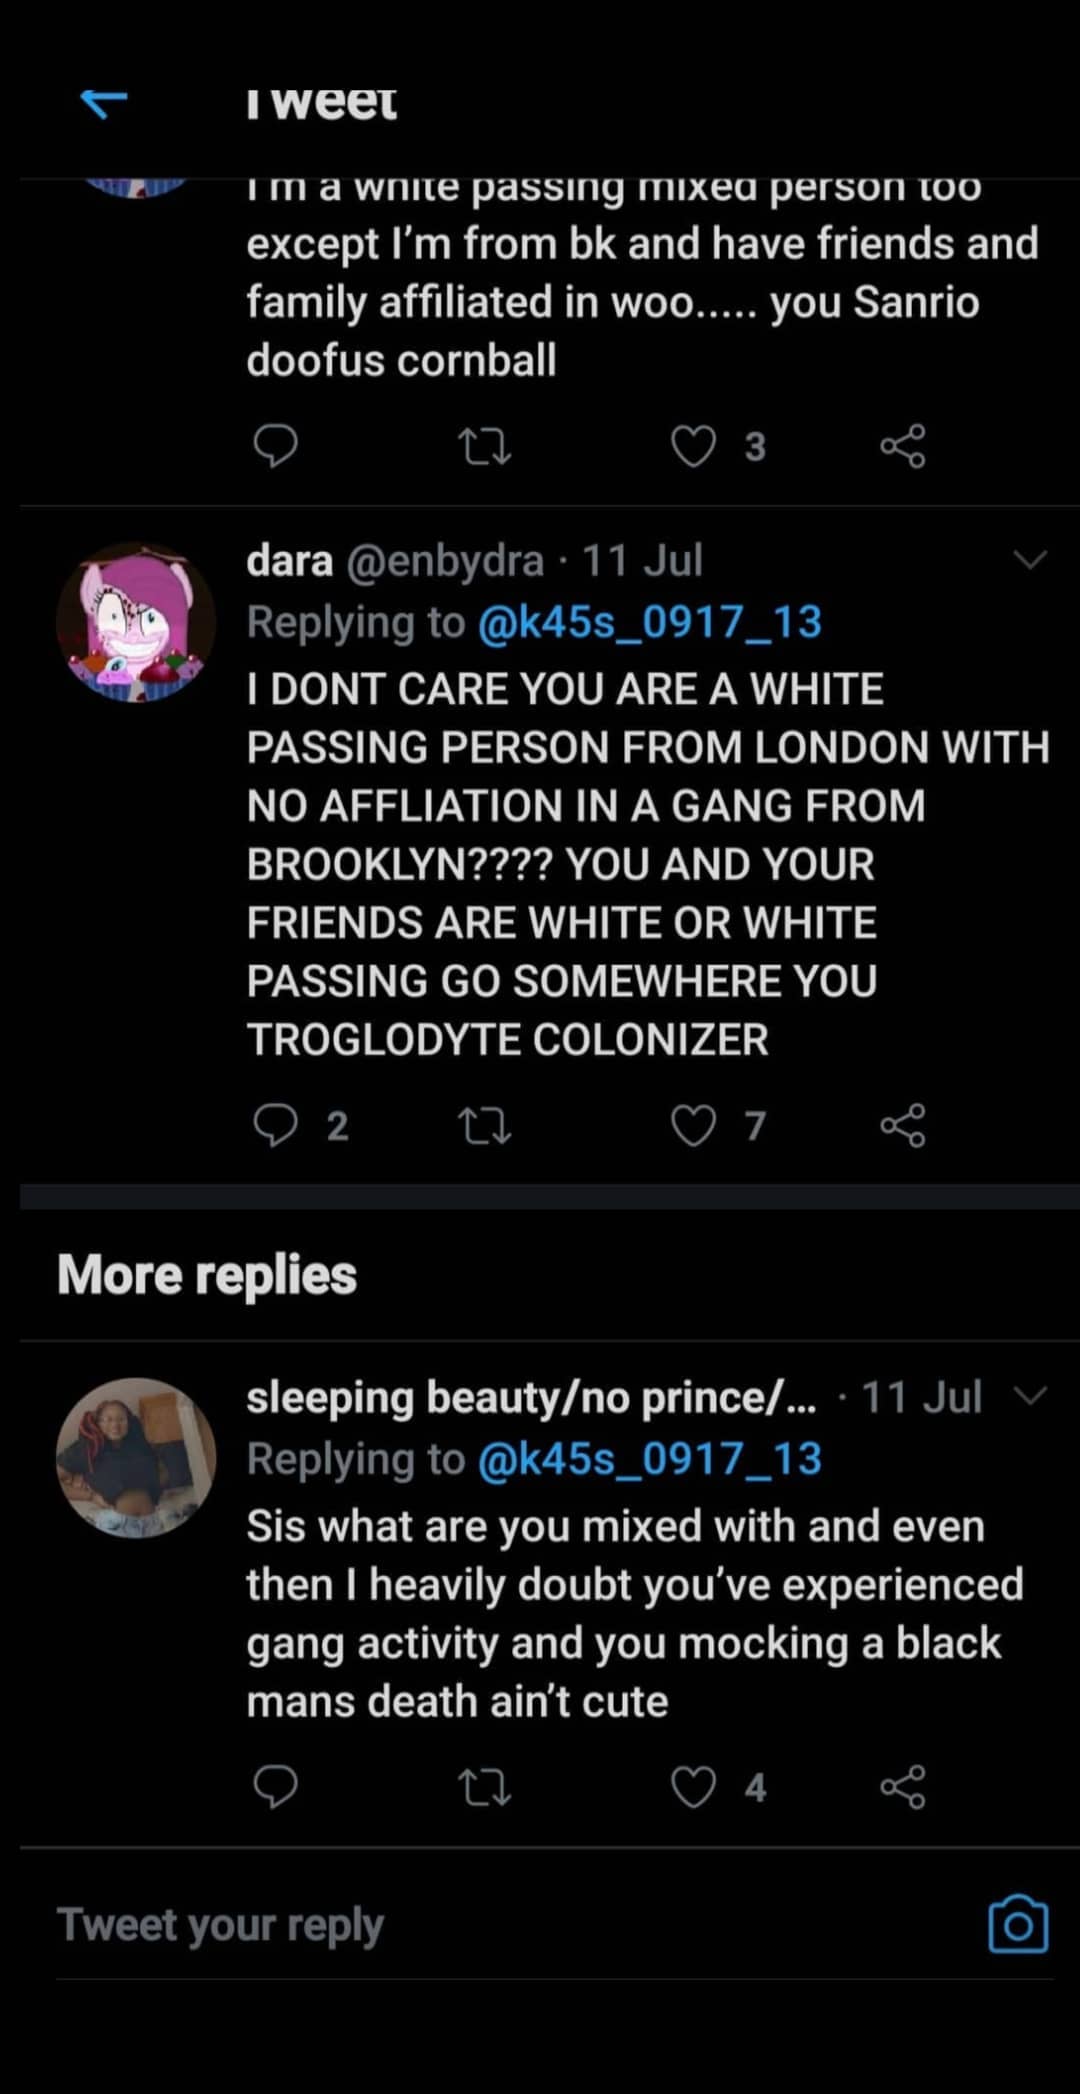 Tweet
I'm a white passing mixed person too
except I'm from bk and have friends and
family affiliated in woo..... you Sanrio
doofus cornball
3
dara @enbydra · 11 Jul
Replying to @k45s_0917_13
I DONT CARE YOU ARE A WHITE
PASSING PERSON FROM LONDON WITH
NO AFFLIATION IN A GANG FROM
BROOKLYN???? YOU AND YOUR
FRIENDS ARE WHITE OR WHITE
PASSING GO SOMEWHERE YOU
TROGLODYTE COLONIZER
2 7
More replies
sleeping beauty/no prince/... · 11 Jul
Replying to @k45s_0917_13
Sis what are you mixed with and even
then I heavily doubt you've experienced
gang activity and you mocking a black
mans death ain't cute
4
Tweet your reply